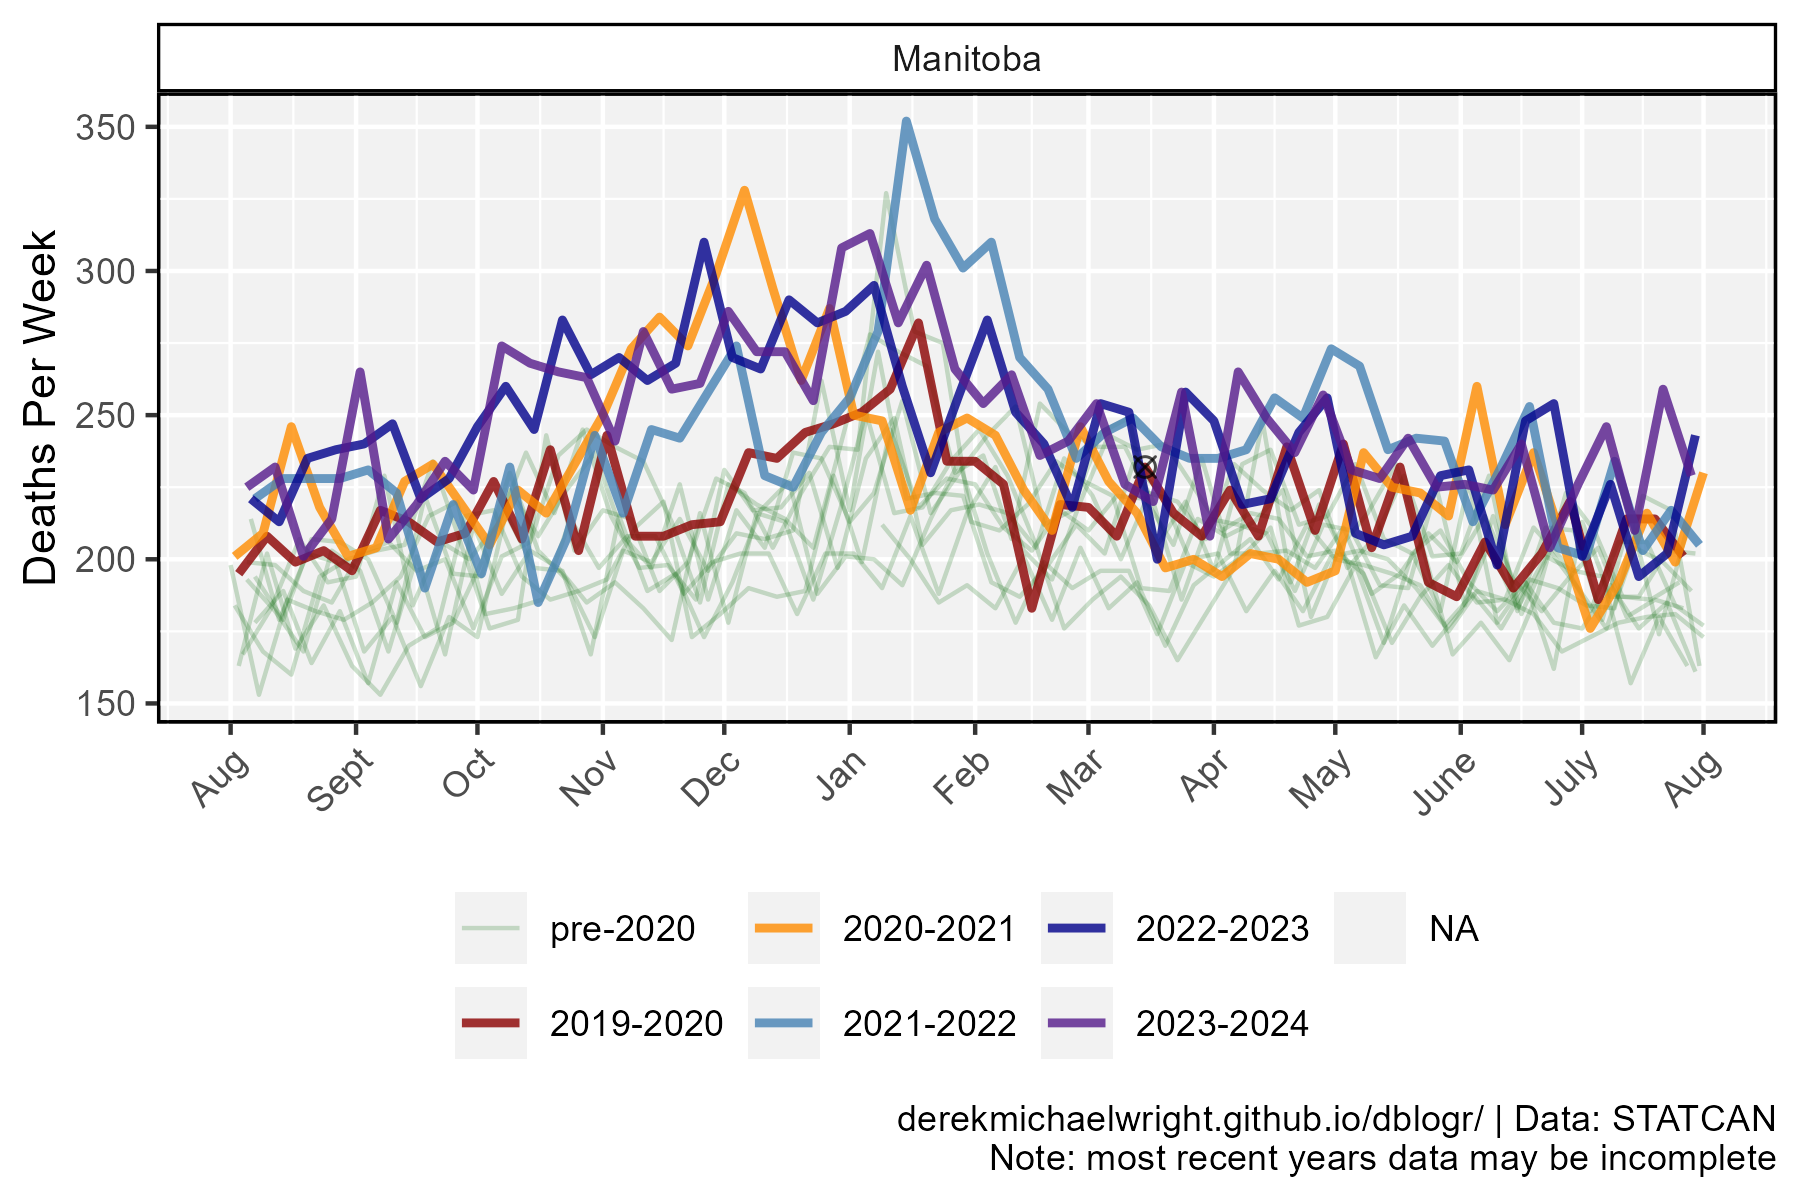 Manitoba
Deaths Per Week
350
300
250
200
150
Aug Sept Oct Nov Dec Jan Feb Mar Apr May June July Aug
pre-2020 2020-2021 2022-2023 NA
2019-2020 2021-2022 2023-2024
derekmichaelwright.github.io/dblogr/ | Data: STATCAN
Note: most recent years data may be incomplete